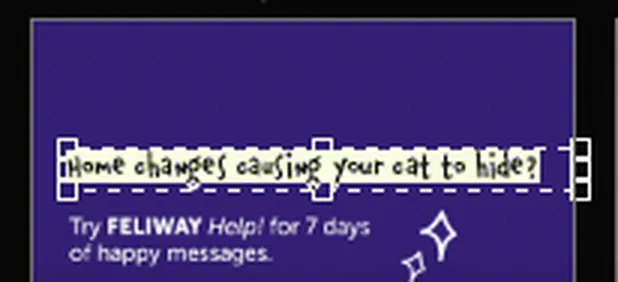 Home changes causing your cat to hide?
Try FELIWAY Help! for 7 days
of happy messages.